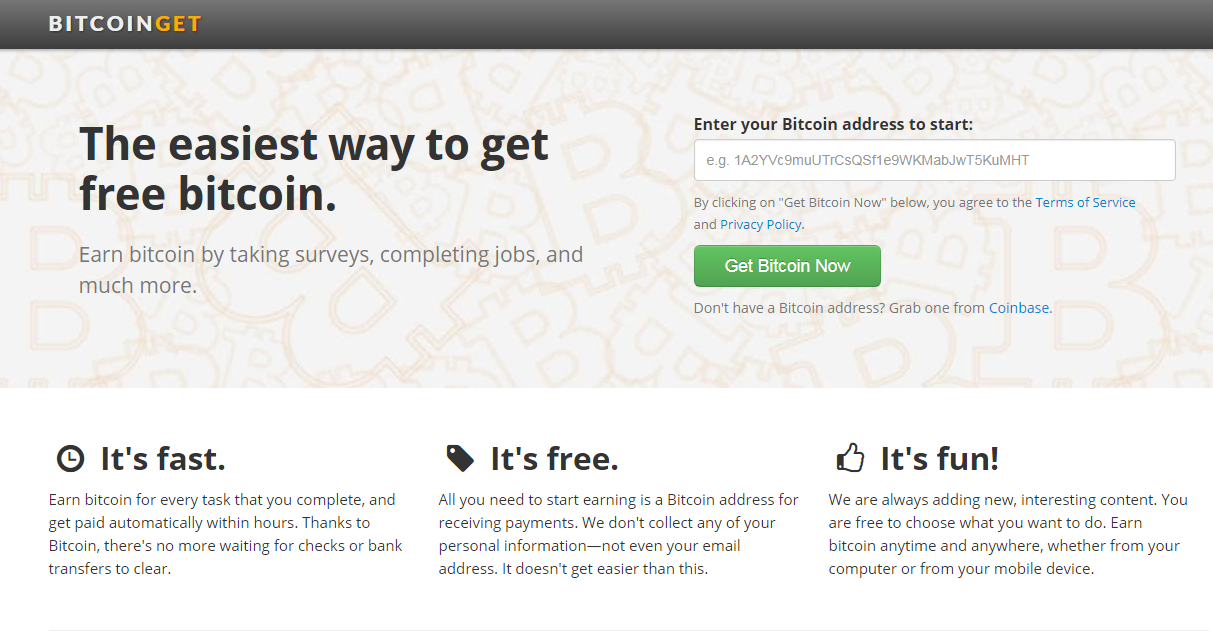 BITCOINGET
The easiest way to get
free bitcoin.
Earn bitcoin by taking surveys, completing jobs, and
much more.
Enter your Bitcoin address to start:
e.g. 1A2YVc9muUTrCsQSf1e9WKMabJwT5KuMHT
By clicking on "Get Bitcoin Now" below, you agree to the Terms of Service
and Privacy Policy.
Get Bitcoin Now
Don't have a Bitcoin address? Grab one from Coinbase.
It's fast.
Earn bitcoin for every task that you complete, and
get paid automatically within hours. Thanks to
Bitcoin, there's no more waiting for checks or bank
transfers to clear.
It's free.
All you need to start earning is a Bitcoin address for
receiving payments. We don't collect any of your
personal information—not even your email
address. It doesn't get easier than this.
It's fun!
We are always adding new, interesting content. You
are free to choose what you want to do. Earn
bitcoin anytime and anywhere, whether from your
computer or from your mobile device.